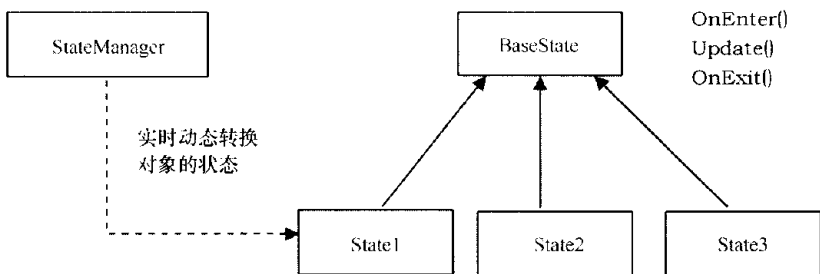 StateManager
BaseState
OnEnter()
Update()
OnExit()
实时动态转换
对象的状态
State1
State2
State3